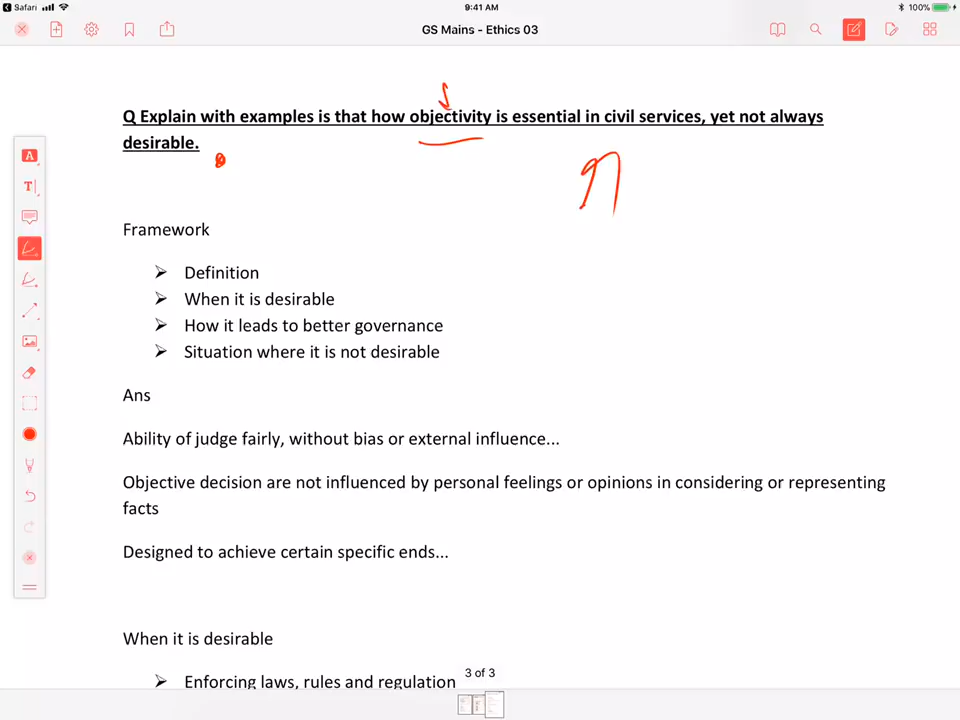 Safari
9:41 AM
100%
GS Mains - Ethics 03
Q Explain with examples is that how objectivity is essential in civil services, yet not always
desirable.
Framework
➢ Definition
➢ When it is desirable
➢ How it leads to better governance
➢ Situation where it is not desirable
Ans
Ability of judge fairly, without bias or external influence...
Objective decision are not influenced by personal feelings or opinions in considering or representing
facts
Designed to achieve certain specific ends...
When it is desirable
➢ Enforcing laws, rules and regulation
3 of 3